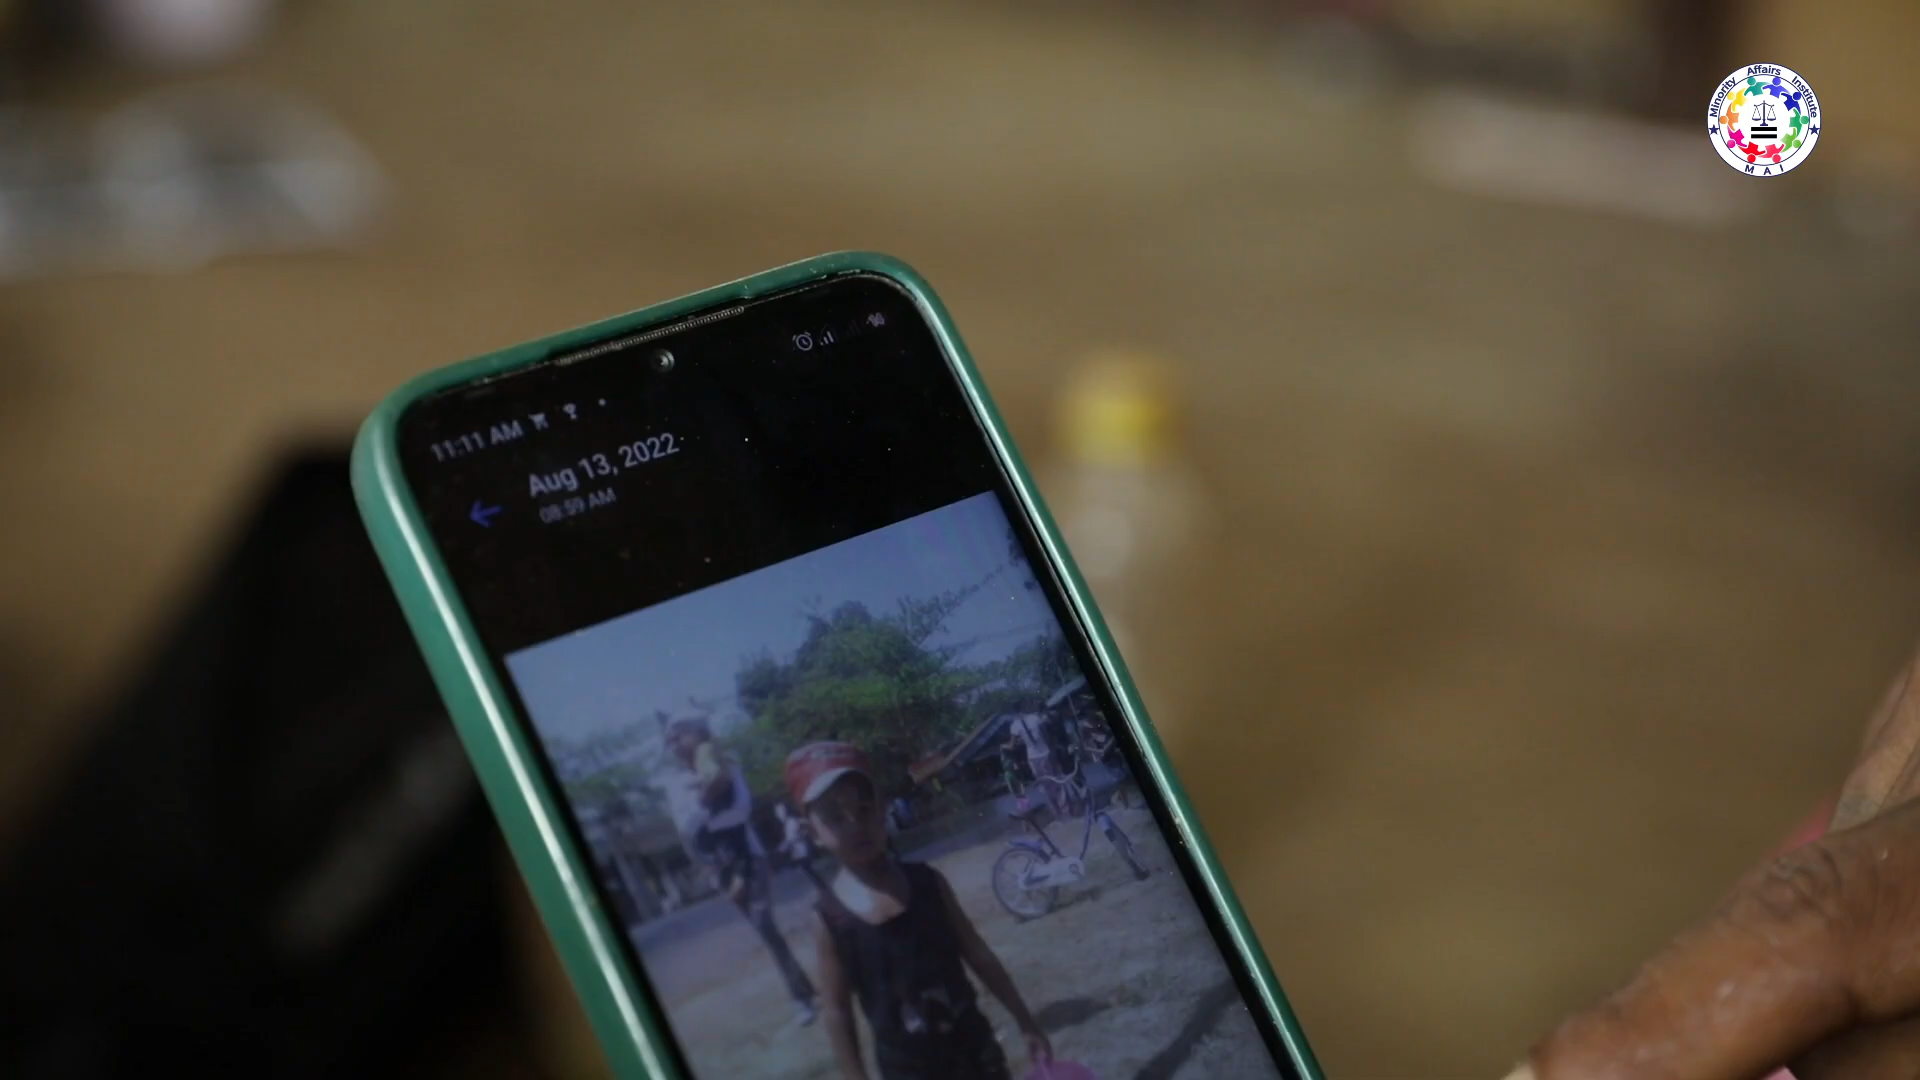 Minority Affairs Institute
MAI
11:11 AM
Aug 13, 2022
08:59 AM